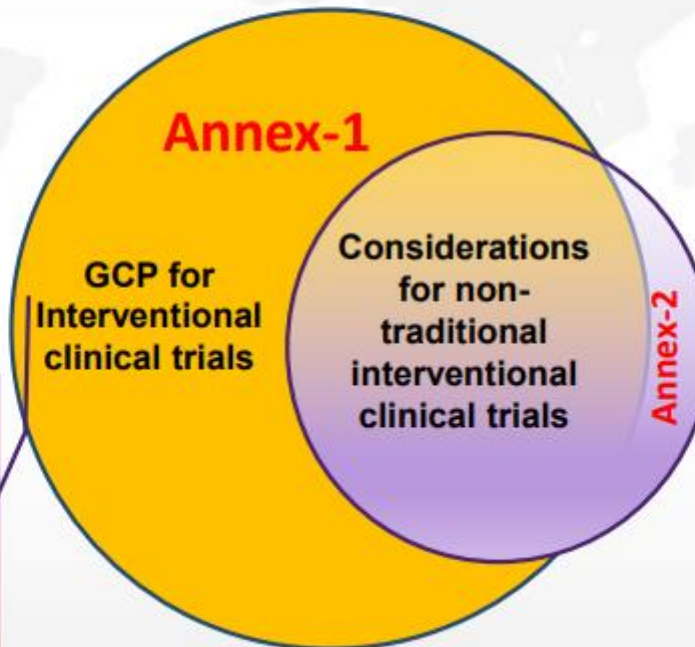 Annex-1
GCP for
Interventional
clinical trials
Considerations
for non-
traditional
interventional
clinical trials
Annex-2